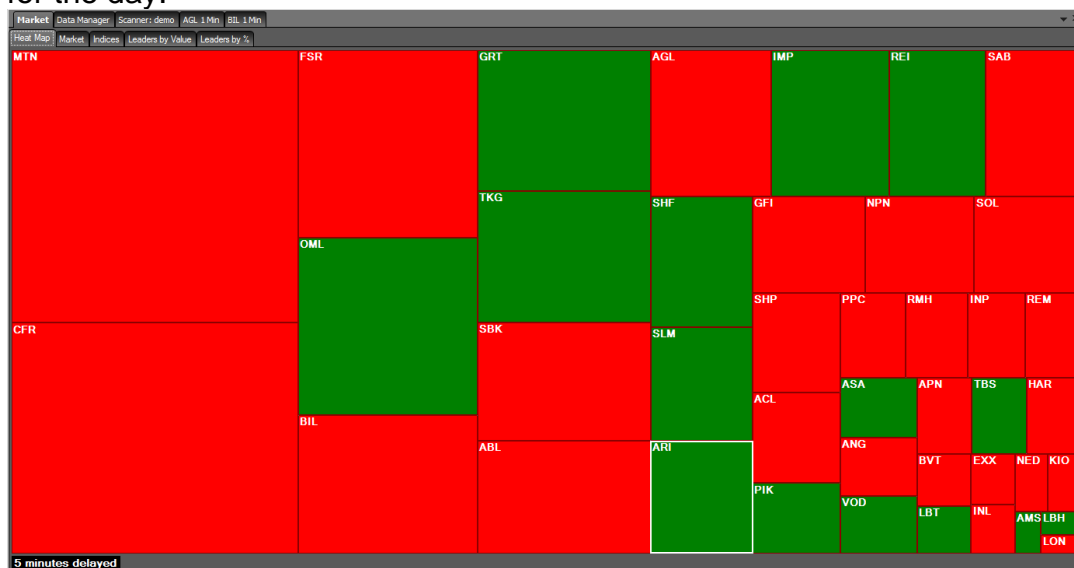 for the day.
Market Data Manager Scanner: demo AGL 1 Min BIL 1 Min
Heat Map Market Indices Leaders by Value Leaders by %
MTN FSR GRT AGL IMP REI SAB
TKG SHF GFI NPN SOL
OML
SHP PPC RMH INP REM
CFR SBK SLM
ASA APN TBS HAR
ACL
BIL
ABL ARI ANG
BVT EXX NED KIO
PIK
VOD
LBT INL AMS LBH
LON
5 minutes delayed